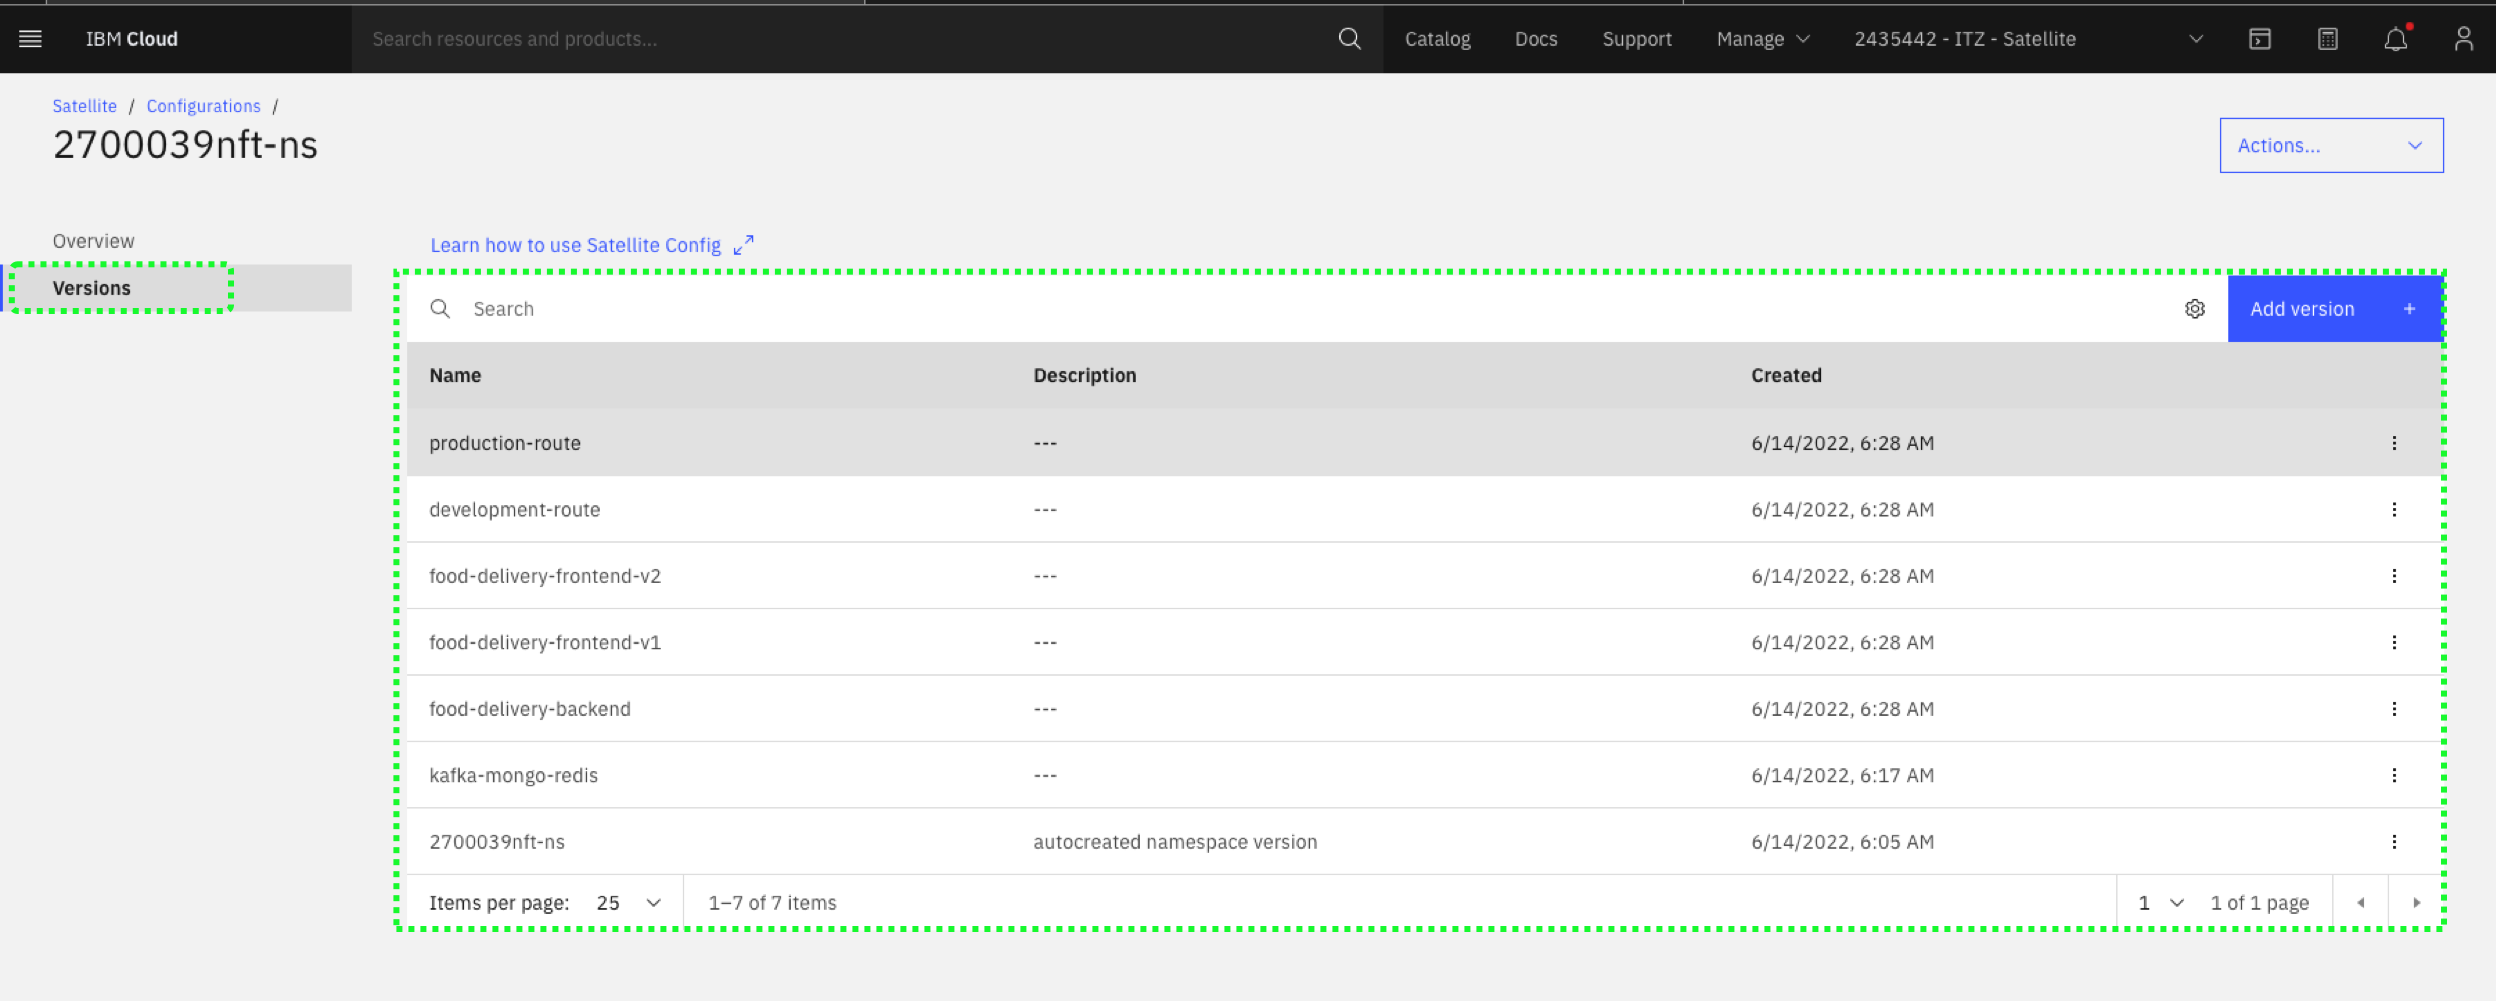 IBM Cloud
Search resources and products...
Catalog
Docs
Support
Manage
2435442 - ITZ - Satellite
Satellite / Configurations /
2700039nft-ns
Actions...
Overview
Versions
Learn how to use Satellite Config
Search
Add version +
Name Description Created
production-route --- 6/14/2022, 6:28 AM
development-route --- 6/14/2022, 6:28 AM
food-delivery-frontend-v2 --- 6/14/2022, 6:28 AM
food-delivery-frontend-v1 --- 6/14/2022, 6:28 AM
food-delivery-backend --- 6/14/2022, 6:28 AM
kafka-mongo-redis --- 6/14/2022, 6:17 AM
2700039nft-ns autocreated namespace version 6/14/2022, 6:05 AM
Items per page: 25 1–7 of 7 items 1 1 of 1 page